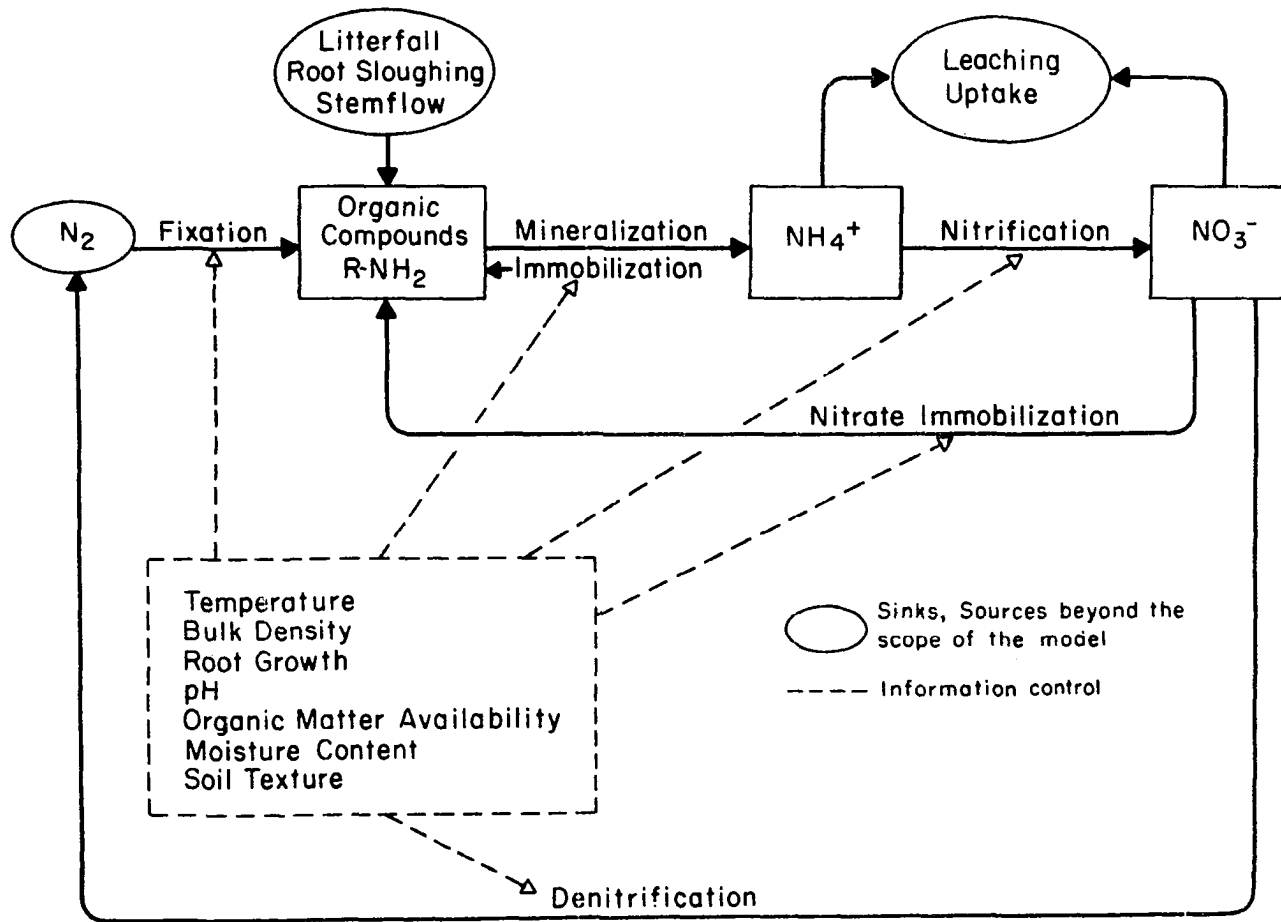 Litterfall
Root Sloughing
Stemflow
Leaching
Uptake
N₂
Fixation
Organic
Compounds
R-NH₂
Mineralization
Immobilization
NH₄⁺
Nitrification
NO₃⁻
Nitrate Immobilization
Temperature
Bulk Density
Root Growth
pH
Organic Matter Availability
Moisture Content
Soil Texture
Sinks, Sources beyond the
scope of the model
Information control
Denitrification